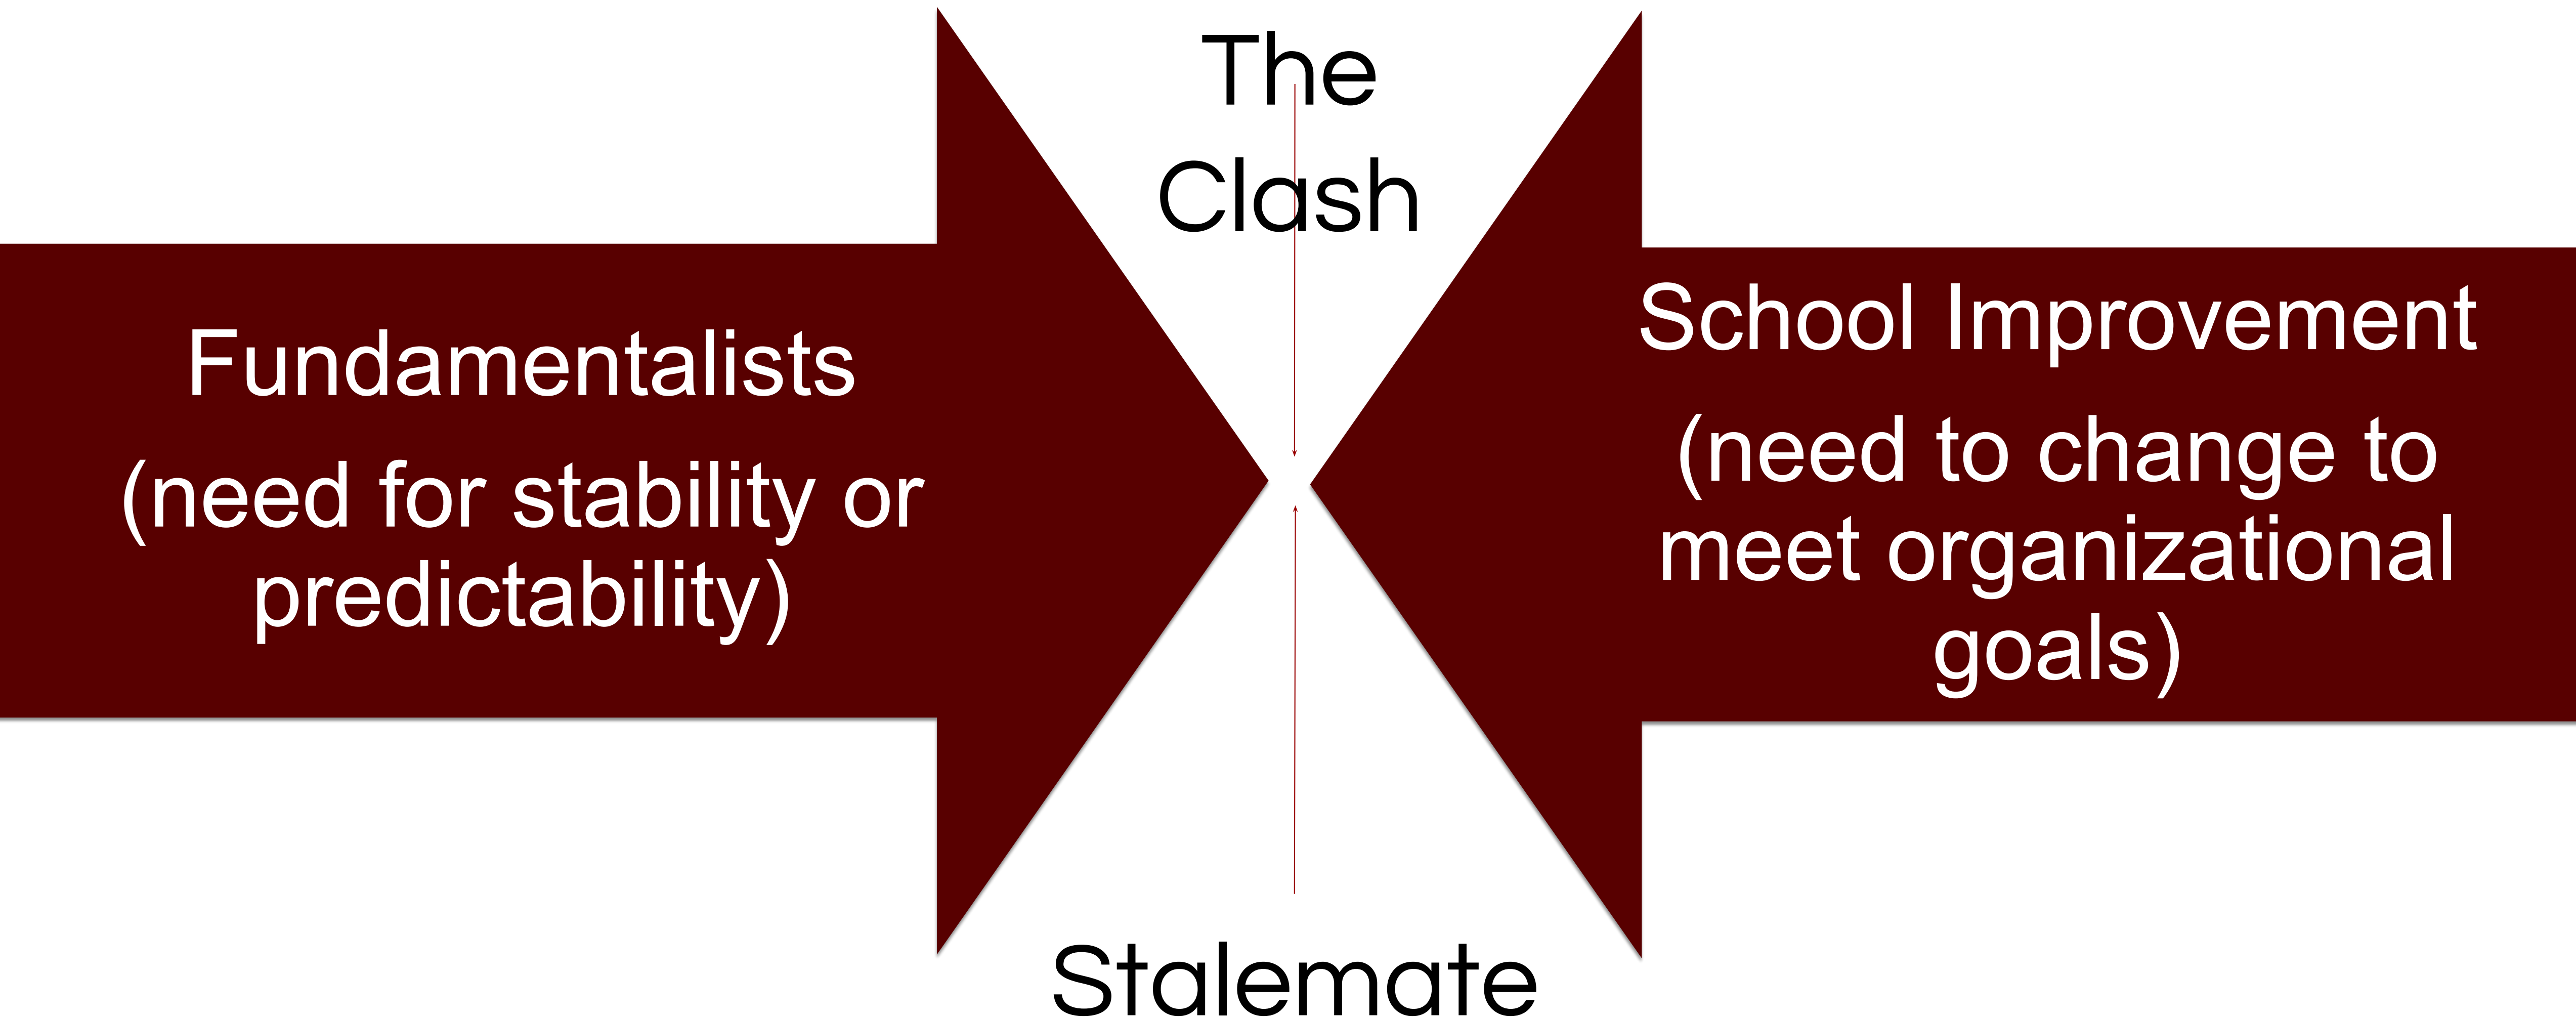 The
Clash
Fundamentalists
(need for stability or
predictability)
School Improvement
(need to change to
meet organizational
goals)
Stalemate